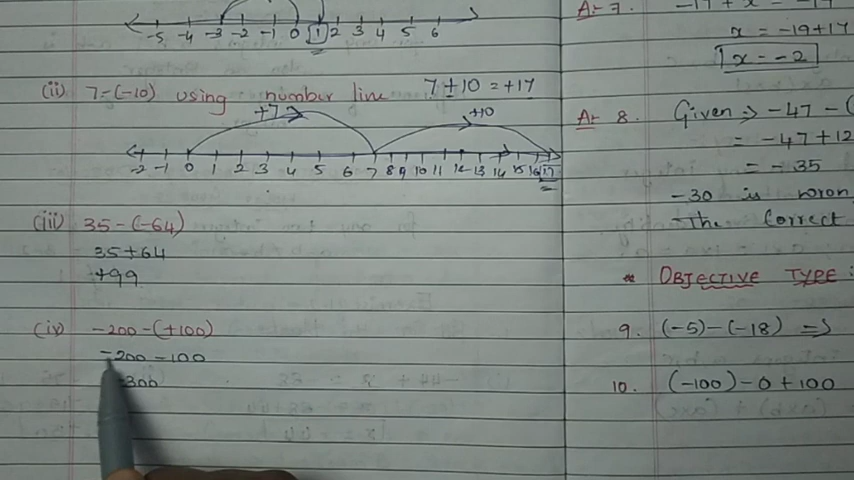 -5 -4 -3 -2 -1 0 1 2 3 4 5 6
(ii) 7-(-10) using number line 7+10 = +17
+7 +10
-2 -1 0 1 2 3 4 5 6 7 8 9 10 11 12 13 14 15 16 17
(iii) 35-(-64)
35+64
+99
(iv) -200-(+100)
-200-100
-300
A: 7. -17 + x = -19
x = -19+17
x = -2
A: 8. Given => -47 - (
= -47+12
= -35
-30 is wron
The Correct
* OBJECTIVE TYPE:
9. (-5)-(-18) =>
10. (-100)-0+100